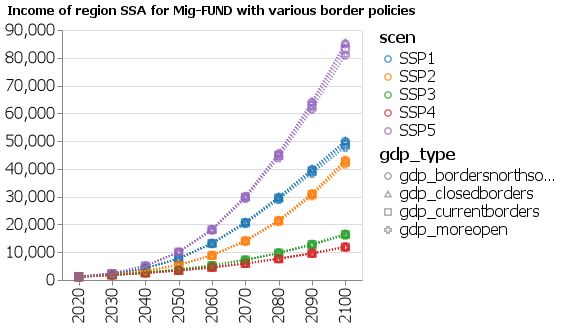 Income of region SSA for Mig-FUND with various border policies
90,000
80,000
70,000
60,000
50,000
40,000
30,000
20,000
10,000
0
2020
2030
2040
2050
2060
2070
2080
2090
2100
scen
SSP1
SSP2
SSP3
SSP4
SSP5
gdp_type
gdp_bordersnorthso...
gdp_closedborders
gdp_currentborders
gdp_moreopen